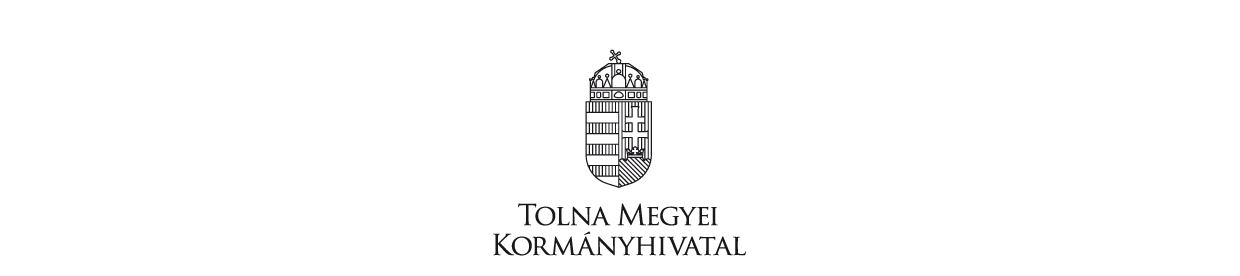 TOLNA MEGYEI
KORMÁNYHIVATAL